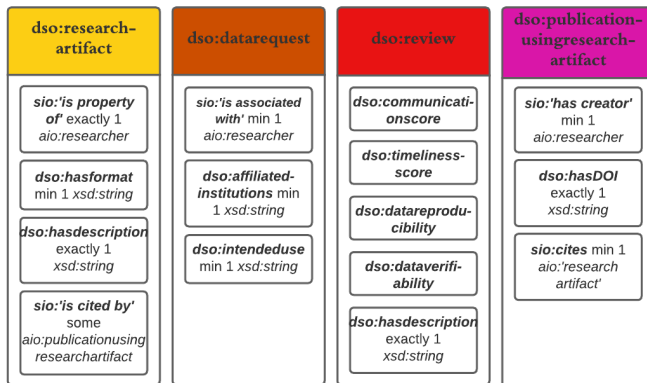 dso:research-
artifact
sio:'is property
of' exactly 1
aio:researcher
dso:hasformat
min 1 xsd:string
dso:hasdescription
exactly 1
xsd:string
sio:'is cited by'
some
aio:publicationusing
researchartifact
dso:datarequest
sio:'is associated
with' min 1
aio:researcher
dso:affiliated-
institutions min
1 xsd:string
dso:intendeduse
min 1 xsd:string
dso:review
dso:communicati-
onscore
dso:timeliness-
score
dso:datareprodu-
cibility
dso:dataverifi-
ability
dso:hasdescription
exactly 1
xsd:string
dso:publication-
usingresearch-
artifact
sio:'has creator'
min 1
aio:researcher
dso:hasDOI
exactly 1
xsd:string
sio:cites min 1
aio:'research
artifact'